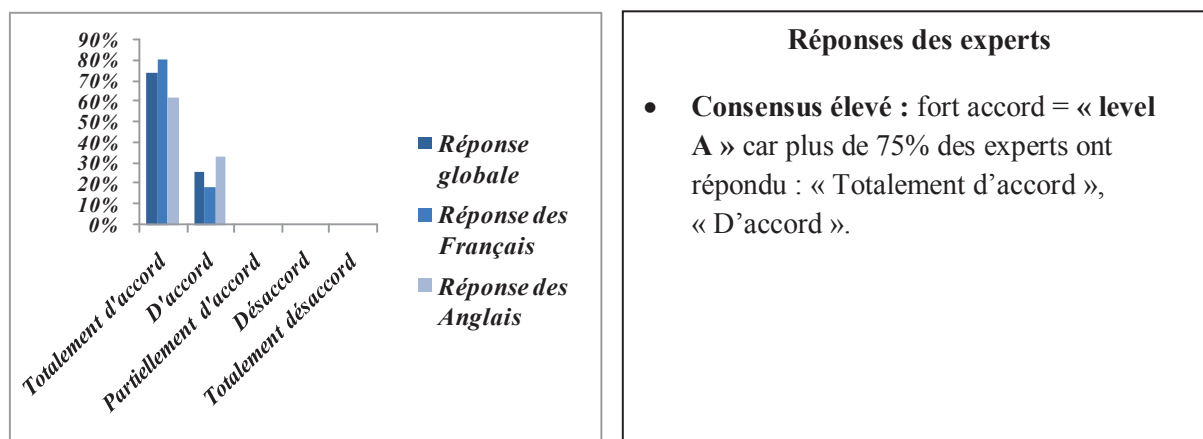 90%
80%
70%
60%
50%
40%
30%
20%
10%
0%
Totalement d'accord
D'accord
Partiellement d'accord
Désaccord
Totalement désaccord
Réponse
globale
Réponse des
Français
Réponse des
Anglais
Réponses des experts
• Consensus élevé : fort accord = « level
A » car plus de 75% des experts ont
répondu : « Totalement d’accord »,
« D’accord ».